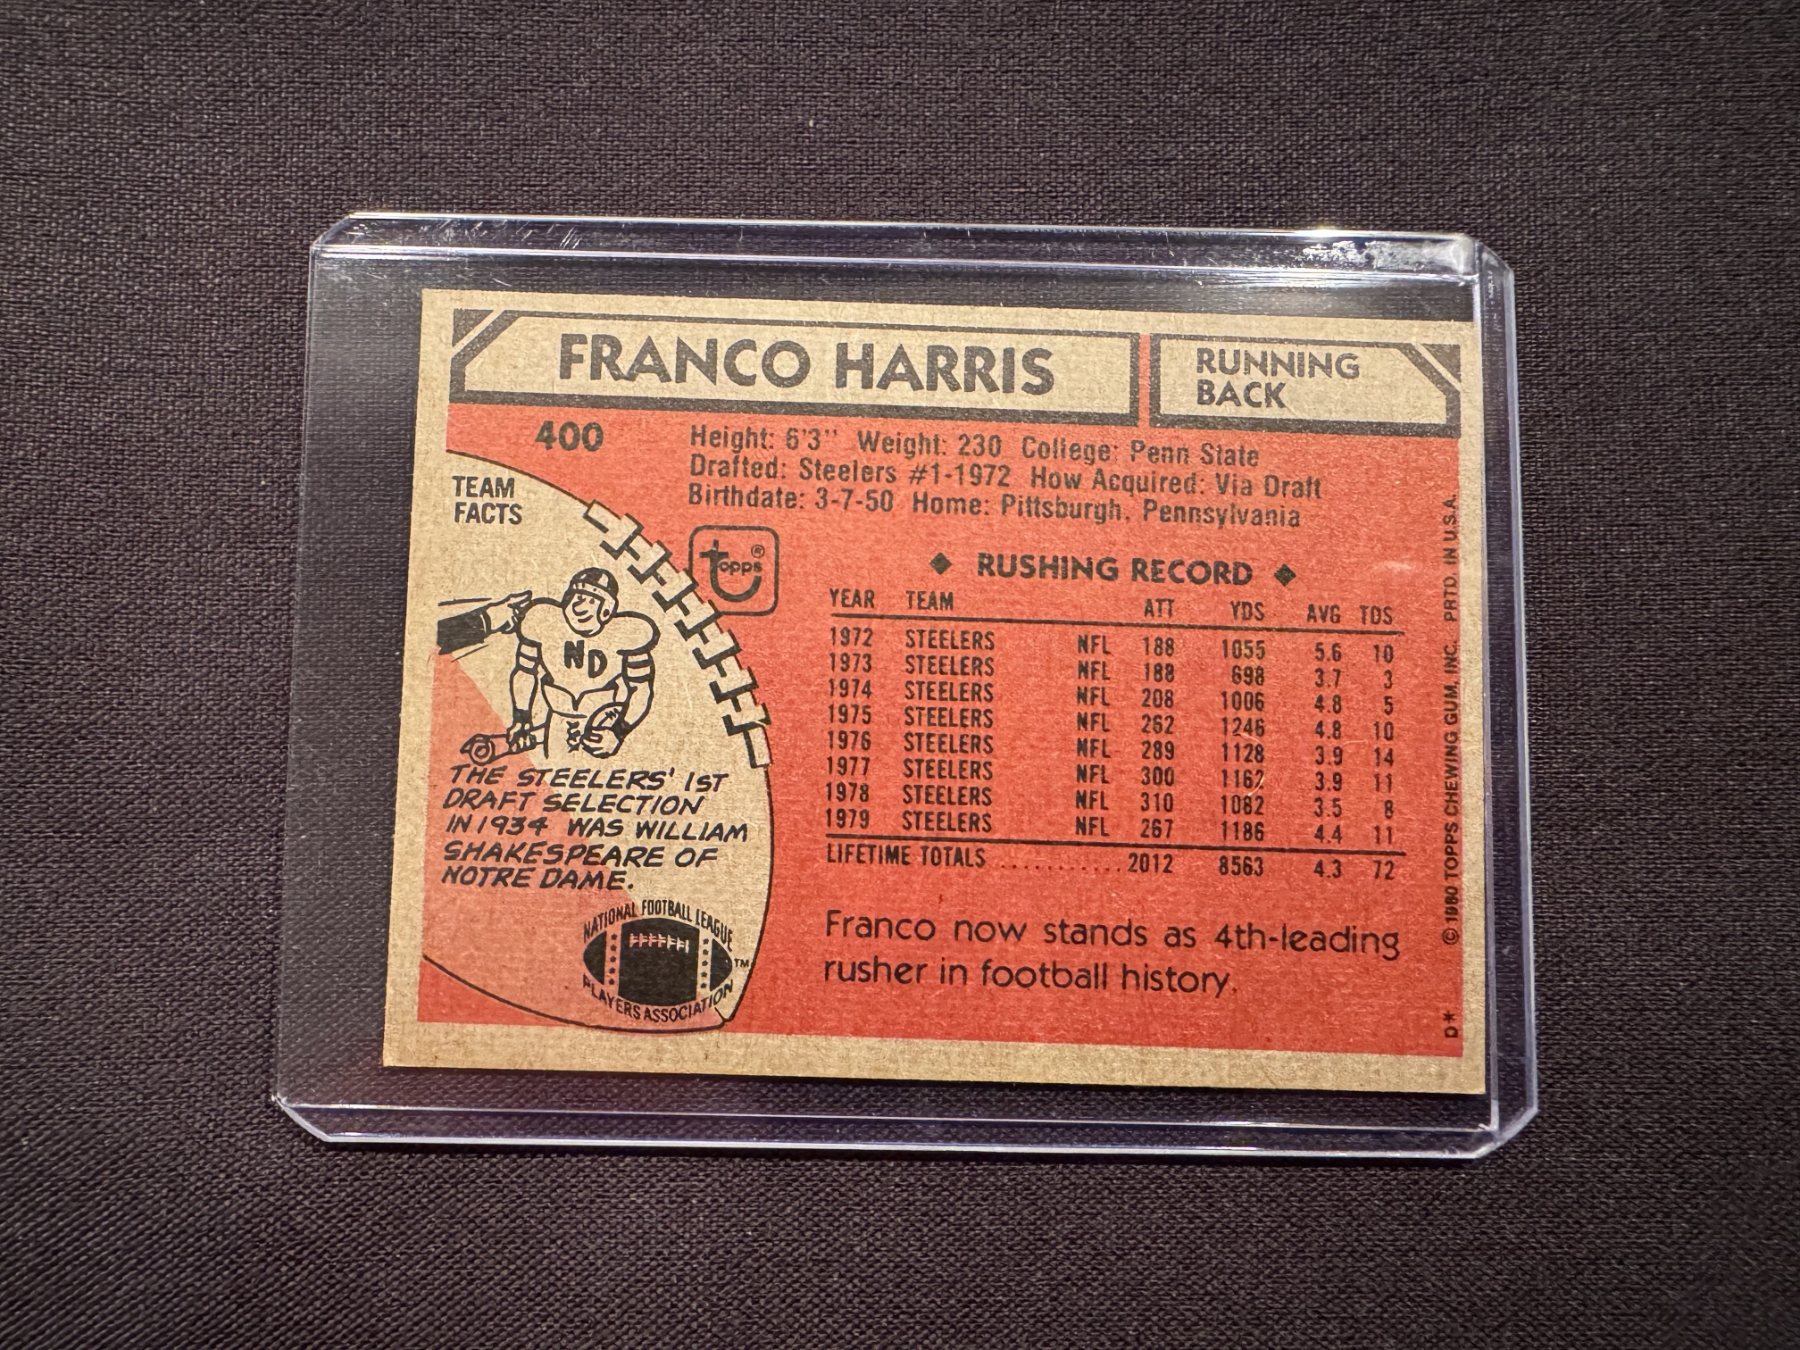 FRANCO HARRIS
RUNNING
BACK
400
Height: 6'3" Weight: 230 College: Penn State
Drafted: Steelers #1-1972 How Acquired: Via Draft
Birthdate: 3-7-50 Home: Pittsburgh, Pennsylvania
TEAM
FACTS
topps®
ND
THE STEELERS' 1ST
DRAFT SELECTION
IN 1934 WAS WILLIAM
SHAKESPEARE OF
NOTRE DAME.
NATIONAL FOOTBALL LEAGUE
PLAYERS ASSOCIATION
TM
◆ RUSHING RECORD ◆
YEAR TEAM ATT YDS AVG TDS
1972 STEELERS NFL 188 1055 5.6 10
1973 STEELERS NFL 188 698 3.7 3
1974 STEELERS NFL 208 1006 4.8 5
1975 STEELERS NFL 262 1246 4.8 10
1976 STEELERS NFL 289 1128 3.9 14
1977 STEELERS NFL 300 1162 3.9 11
1978 STEELERS NFL 310 1082 3.5 8
1979 STEELERS NFL 267 1186 4.4 11
LIFETIME TOTALS ........... 2012 8563 4.3 72
Franco now stands as 4th-leading
rusher in football history.
D* © 1980 TOPPS CHEWING GUM, INC. PRTD. IN U.S.A.